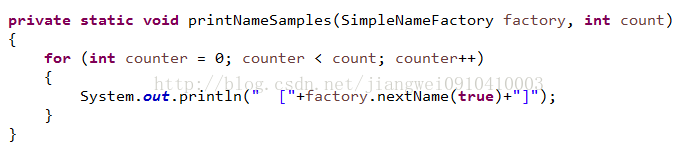 private static void printNameSamples(SimpleNameFactory factory, int count)
{
    for (int counter = 0; counter < count; counter++)
    {
http://blog.csdn.net/jiangwei0910410003
        System.out.println("  ["+factory.nextName(true)+"]");
    }
}